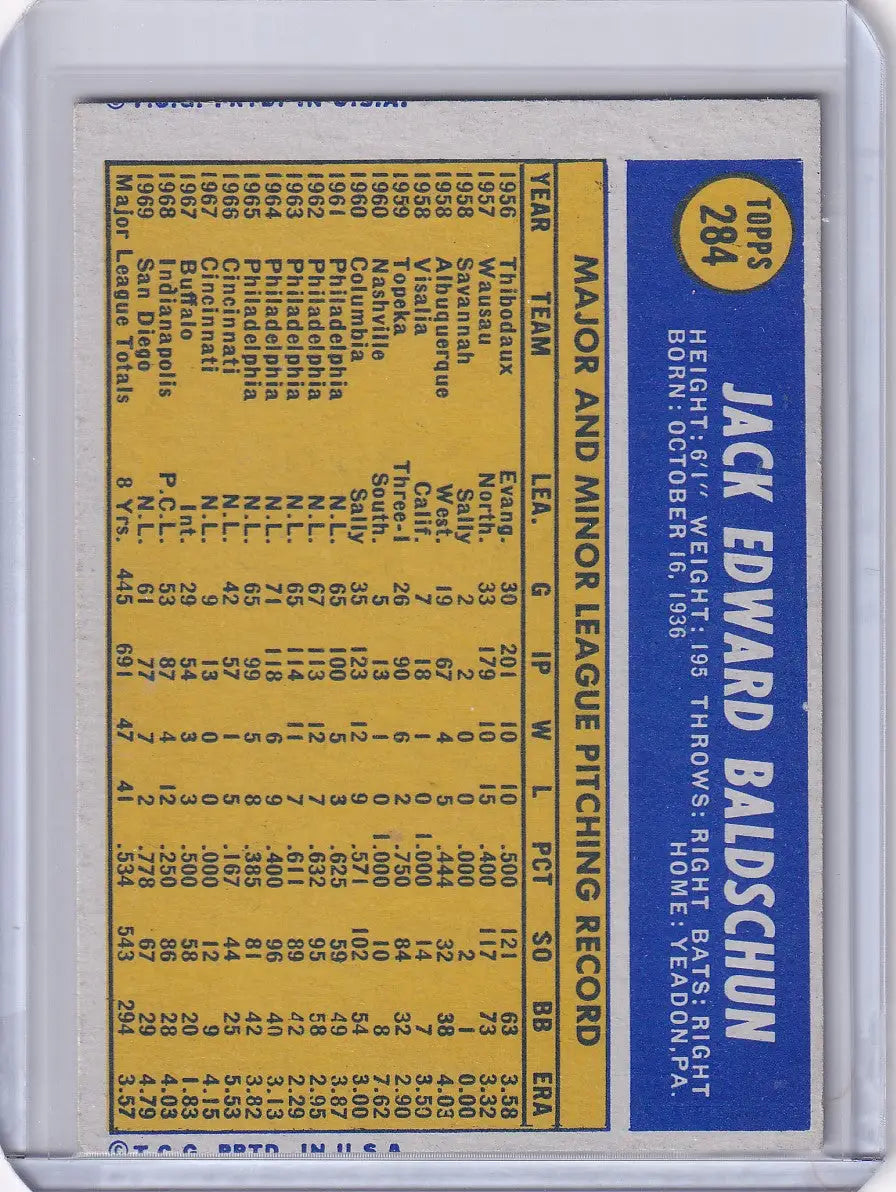 © T.C.G. PRTD. IN U.S.A.
TOPPS
284
JACK EDWARD BALDSCHUN
HEIGHT: 6'1" WEIGHT: 195 THROWS: RIGHT BATS: RIGHT
BORN: OCTOBER 16, 1936 HOME: YEADON, PA.
MAJOR AND MINOR LEAGUE PITCHING RECORD
YEAR TEAM LEA. G IP W L PCT SO BB ERA
1956 Thibodaux Evang. 30 201 10 10 .500 121 63 3.58
1957 Wausau North. 33 179 10 15 .400 117 73 3.32
1958 Savannah Sally 2 2 0 0 .000 2 1 0.00
1958 Albuquerque West. 19 67 4 5 .444 32 38 4.03
1958 Visalia Calif. 7 18 1 0 1.000 14 7 3.50
1959 Topeka Three-I 26 90 6 2 .750 84 32 2.90
1960 Nashville South. 5 13 1 0 1.000 10 8 7.62
1960 Columbia Sally 35 123 12 9 .571 102 54 3.00
1961 Philadelphia N.L. 65 100 5 3 .625 59 49 3.87
1962 Philadelphia N.L. 67 113 12 7 .632 95 58 2.95
1963 Philadelphia N.L. 65 114 11 7 .611 89 42 2.29
1964 Philadelphia N.L. 71 118 6 9 .400 96 40 3.13
1965 Philadelphia N.L. 65 99 5 8 .385 81 42 3.82
1966 Cincinnati N.L. 42 57 1 5 .167 44 25 5.53
1967 Cincinnati N.L. 9 13 0 0 .000 12 9 4.15
1967 Buffalo Int. 29 54 3 3 .500 58 20 1.83
1968 Indianapolis P.C.L. 53 87 4 12 .250 86 28 4.03
1969 San Diego N.L. 61 77 7 2 .778 67 29 4.79
Major League Totals 8 Yrs. 445 691 47 41 .534 543 294 3.57
© T.C.G. PRTD. IN U.S.A.